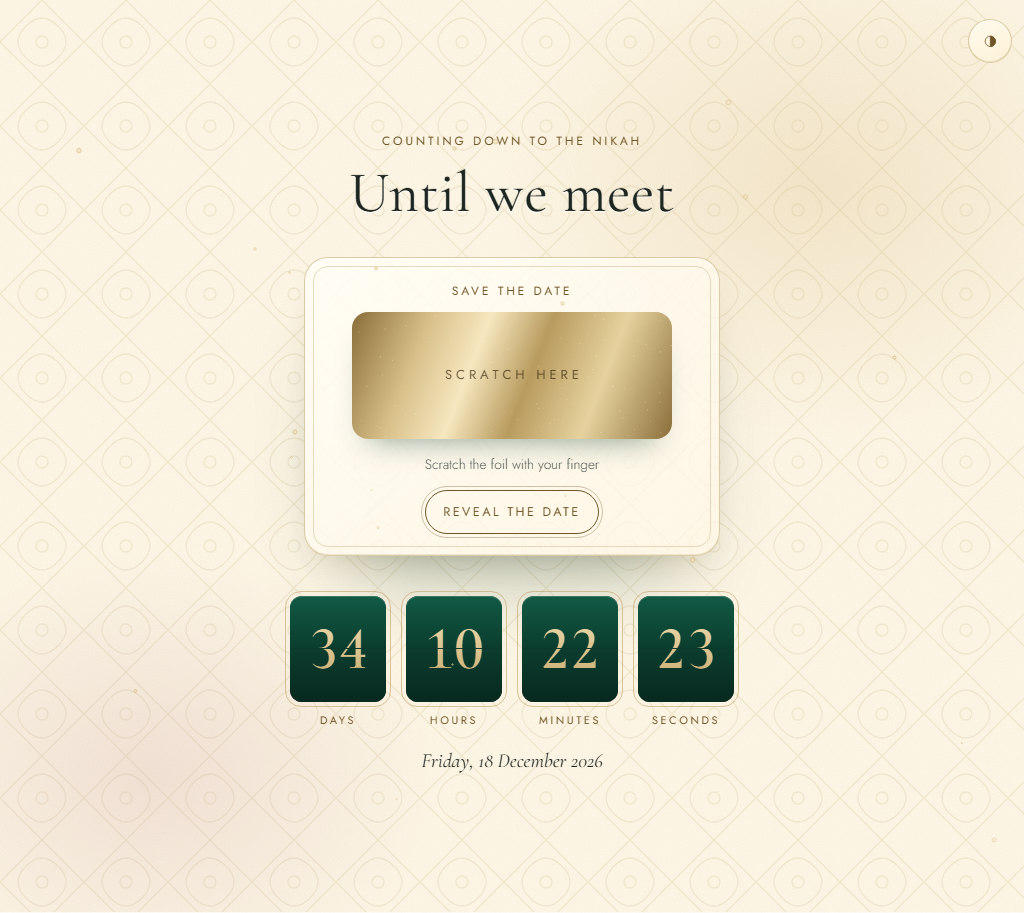 COUNTING DOWN TO THE NIKAH
Until we meet
SAVE THE DATE
SCRATCH HERE
Scratch the foil with your finger
REVEAL THE DATE
34 10 22 23
DAYS HOURS MINUTES SECONDS
Friday, 18 December 2026